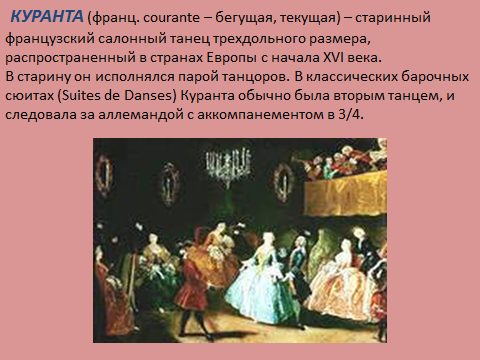 КУРАНТА (франц. courante – бегущая, текущая) – старинный
французский салонный танец трехдольного размера,
распространенный в странах Европы с начала XVI века.
В старину он исполнялся парой танцоров. В классических барочных
сюитах (Suites de Danses) Куранта обычно была вторым танцем, и
следовала за аллемандой с аккомпанементом в 3/4.